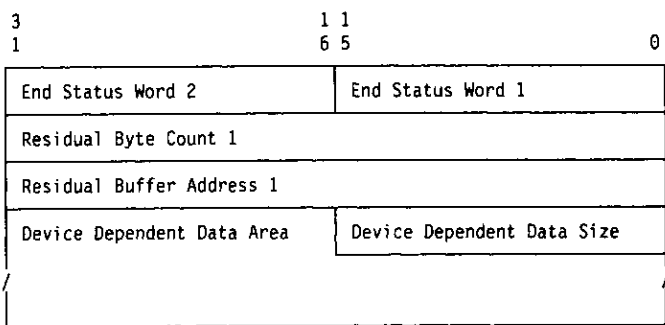 3 1 1
1 6 5 0
End Status Word 2 End Status Word 1
Residual Byte Count 1
Residual Buffer Address 1
Device Dependent Data Area Device Dependent Data Size